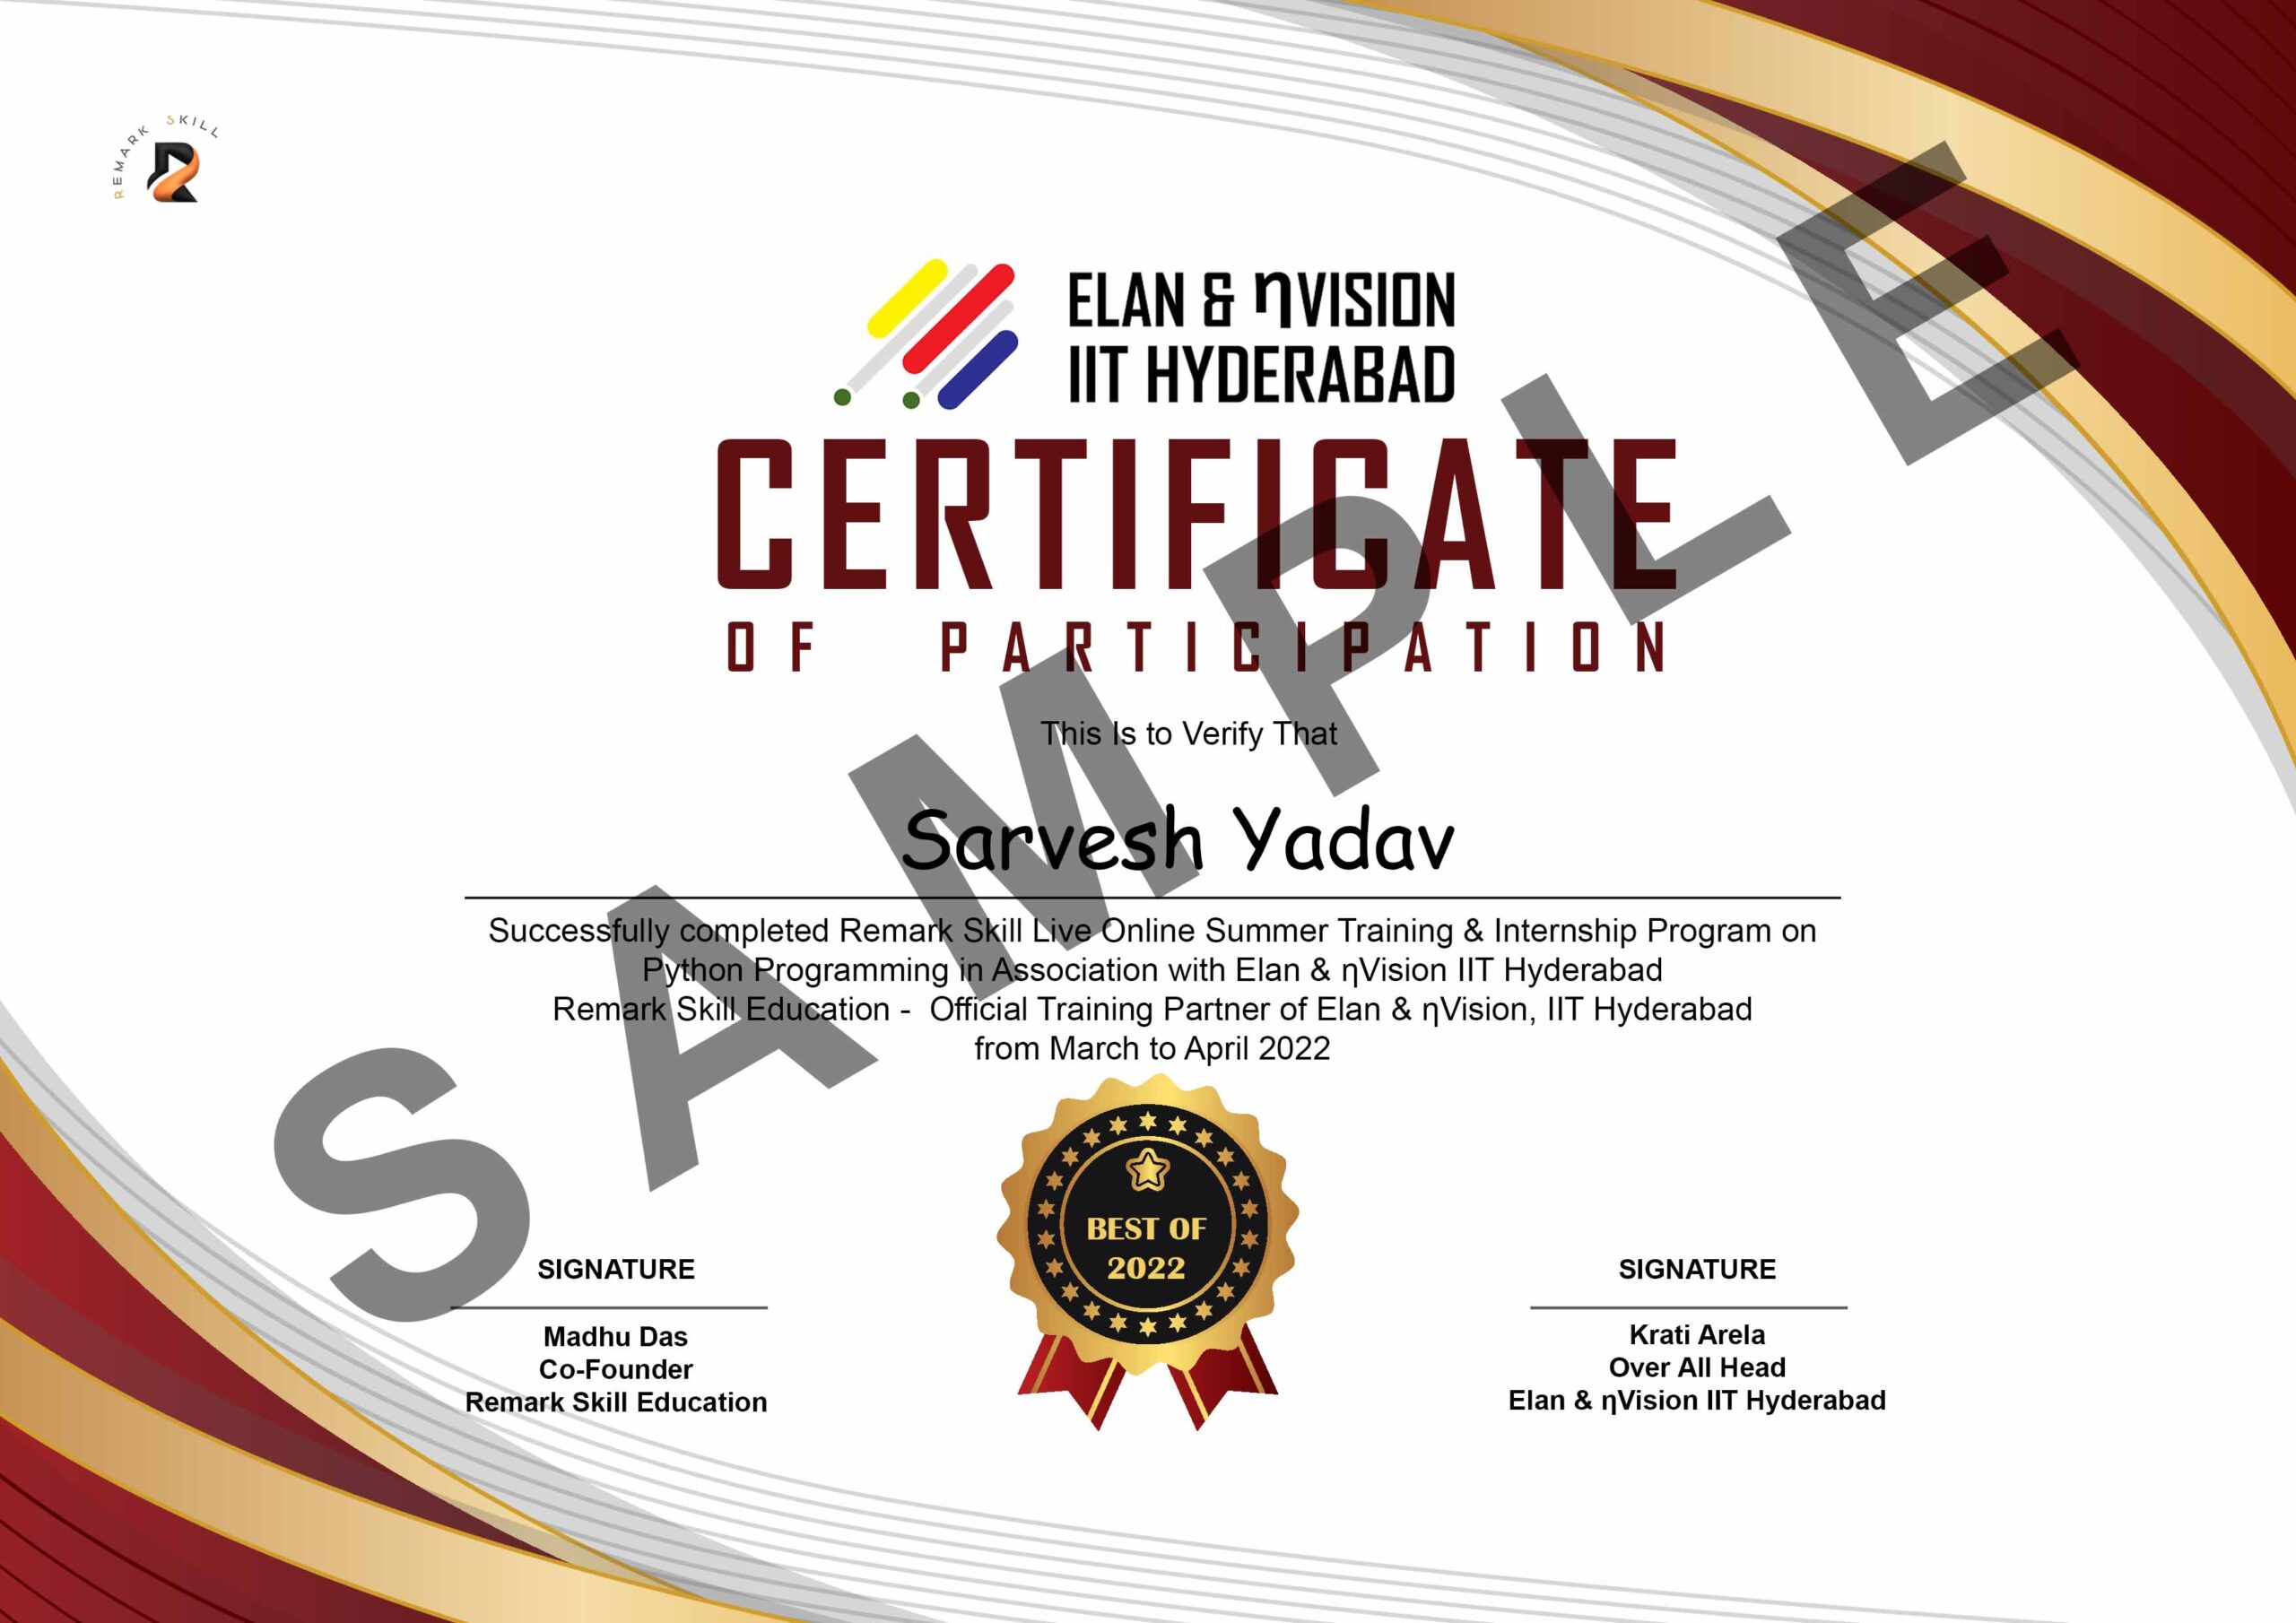 REMARK SKILL
ELAN & ηVISION
IIT HYDERABAD
CERTIFICATE
OF PARTICIPATION
This Is to Verify That
Sarvesh Yadav
Successfully completed Remark Skill Live Online Summer Training & Internship Program on
Python Programming in Association with Elan & ηVision IIT Hyderabad
Remark Skill Education - Official Training Partner of Elan & ηVision, IIT Hyderabad
from March to April 2022
SAMPLE
BEST OF
2022
SIGNATURE
Madhu Das
Co-Founder
Remark Skill Education
SIGNATURE
Krati Arela
Over All Head
Elan & ηVision IIT Hyderabad